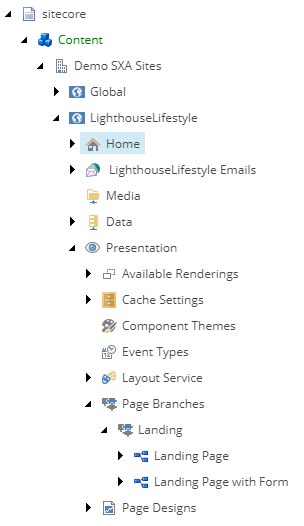 sitecore
Content
Demo SXA Sites
Global
LighthouseLifestyle
Home
LighthouseLifestyle Emails
Media
Data
Presentation
Available Renderings
Cache Settings
Component Themes
Event Types
Layout Service
Page Branches
Landing
Landing Page
Landing Page with Form
Page Designs